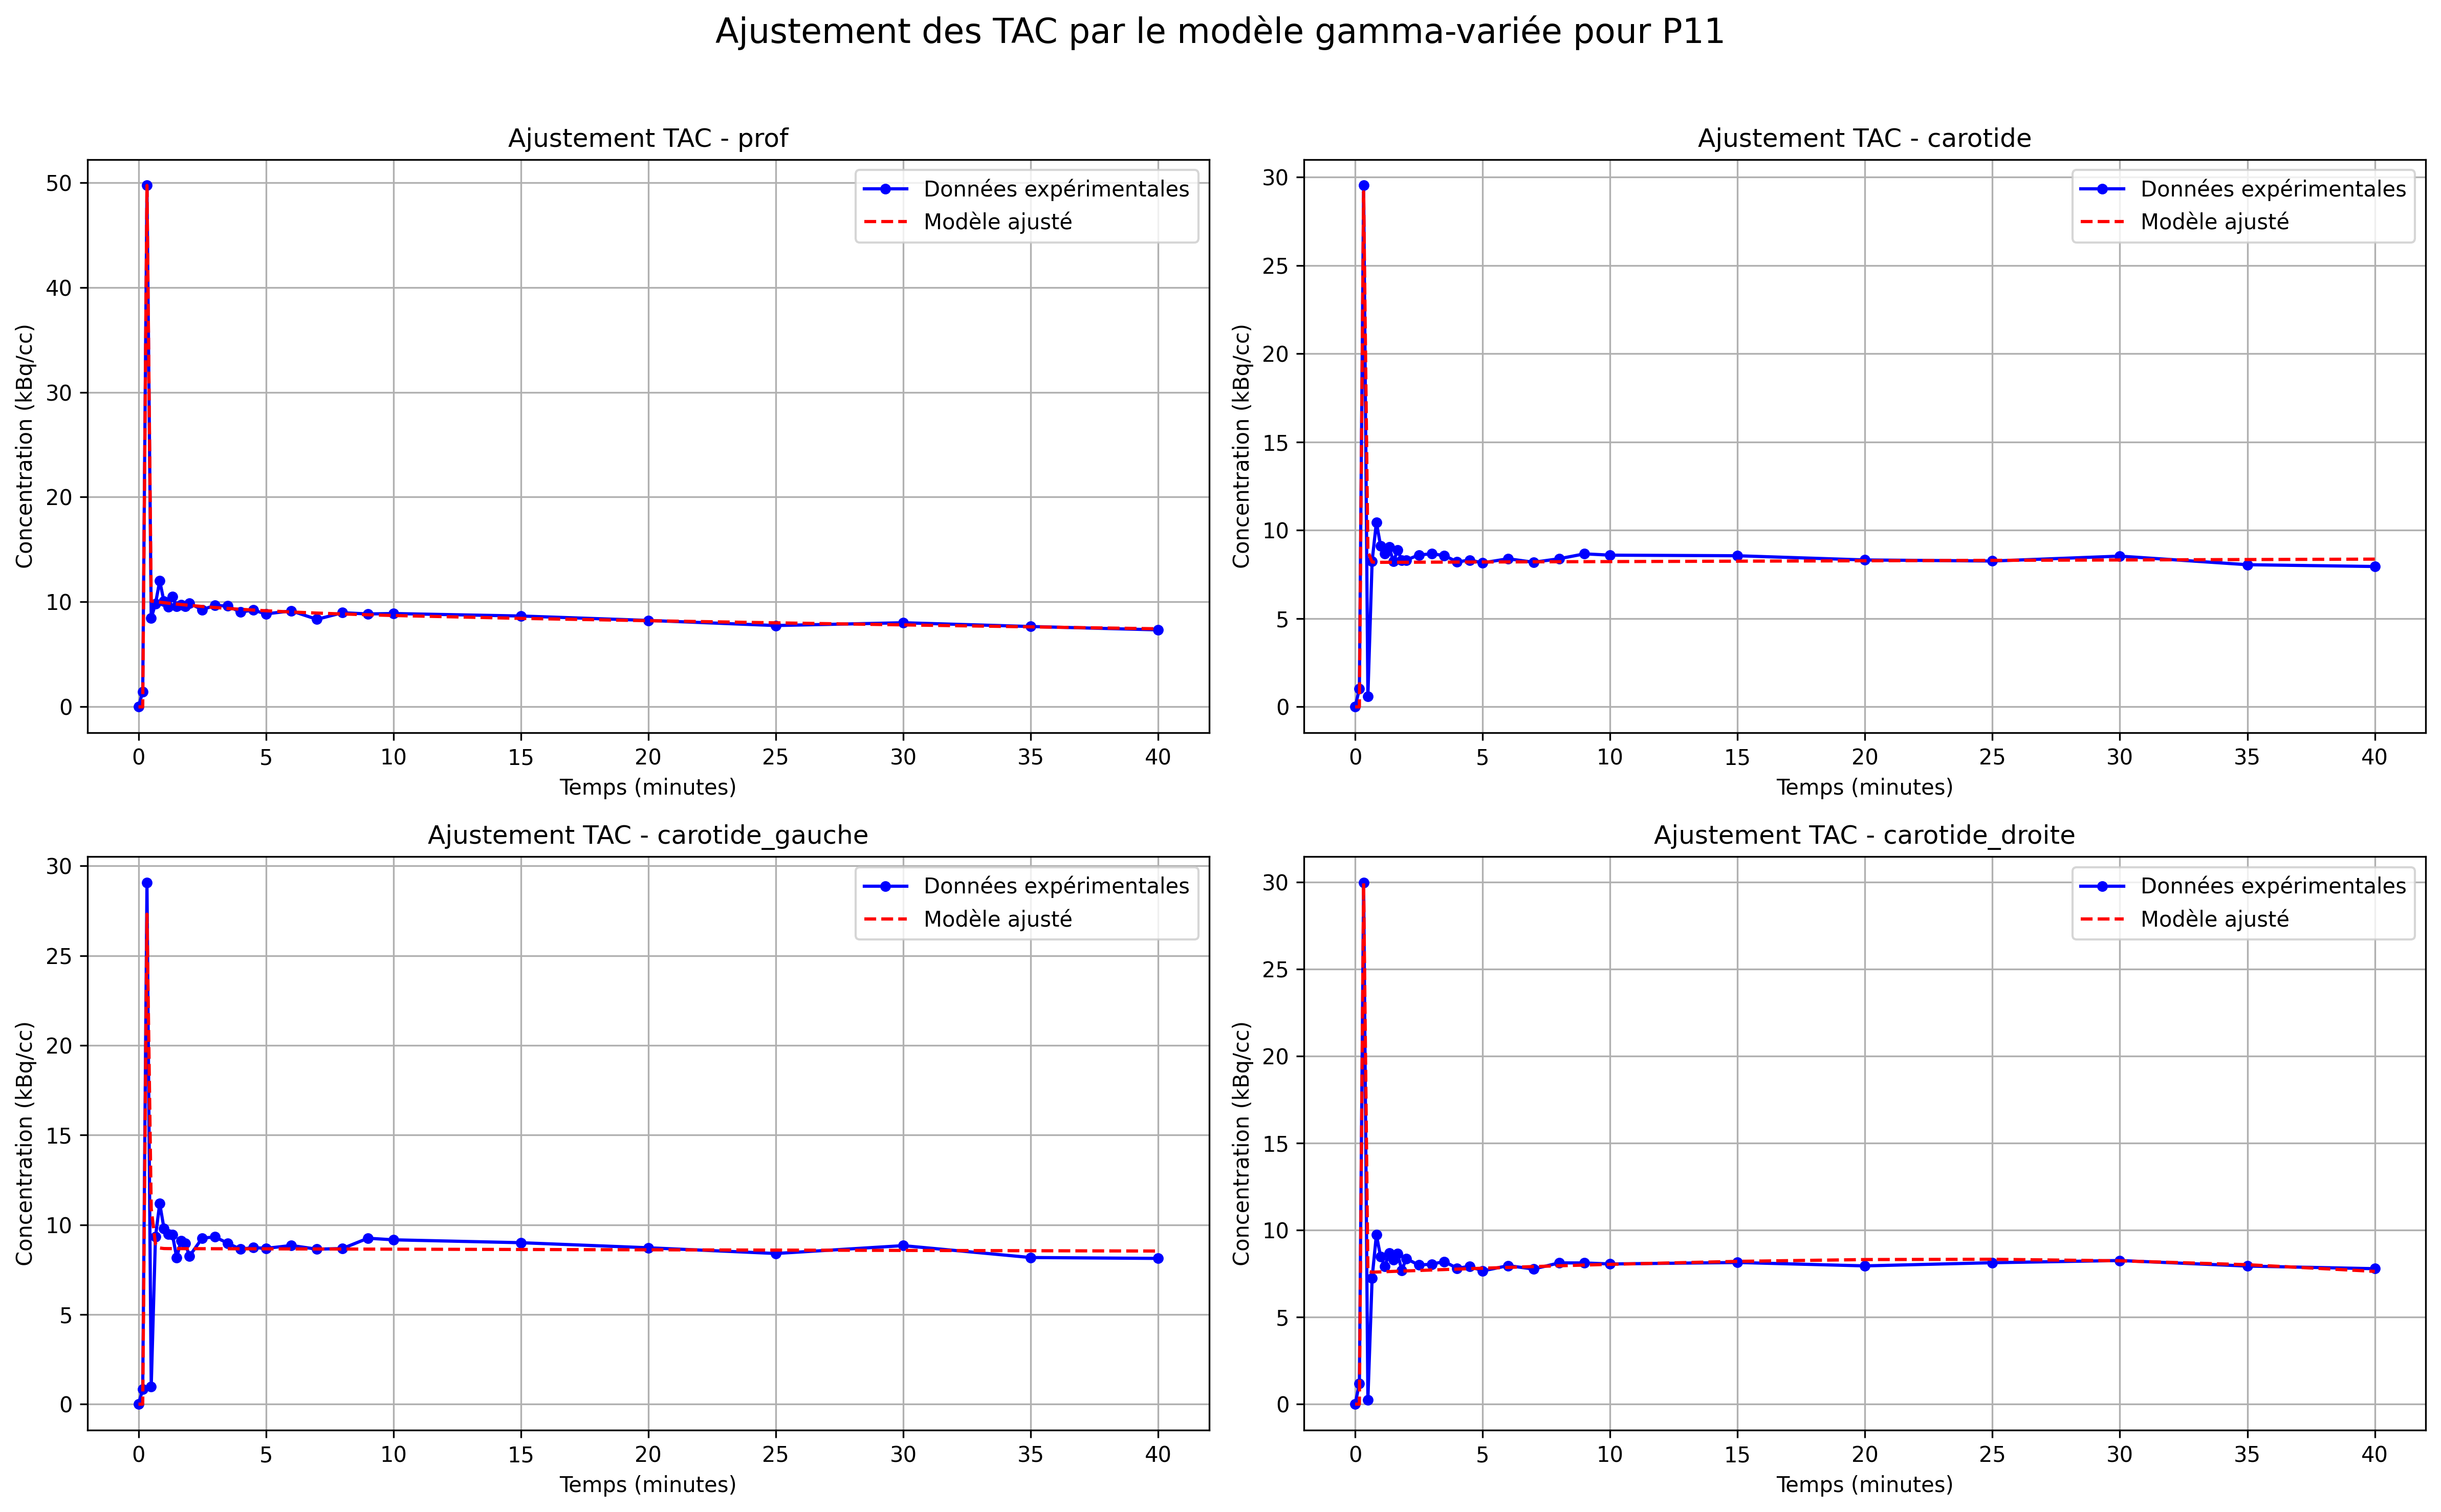 Ajustement des TAC par le modèle gamma-variée pour P11
Ajustement TAC - prof
Concentration (kBq/cc)
50
40
30
20
10
0
Données expérimentales
Modèle ajusté
0 5 10 15 20 25 30 35 40
Temps (minutes)
Ajustement TAC - carotide
Concentration (kBq/cc)
30
25
20
15
10
5
0
Données expérimentales
Modèle ajusté
0 5 10 15 20 25 30 35 40
Temps (minutes)
Ajustement TAC - carotide_gauche
Concentration (kBq/cc)
30
25
20
15
10
5
0
Données expérimentales
Modèle ajusté
0 5 10 15 20 25 30 35 40
Temps (minutes)
Ajustement TAC - carotide_droite
Concentration (kBq/cc)
30
25
20
15
10
5
0
Données expérimentales
Modèle ajusté
0 5 10 15 20 25 30 35 40
Temps (minutes)